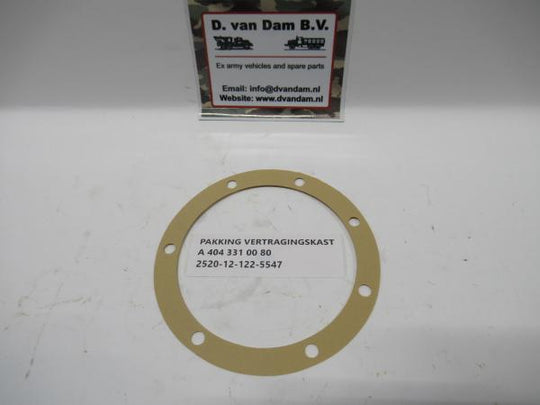 D. van Dam B.V.
Ex army vehicles and spare parts
Email: info@dvandam.nl
Website: www.dvandam.nl
PAKKING VERTRAGINGSKAST
A 404 331 00 80
2520-12-122-5547